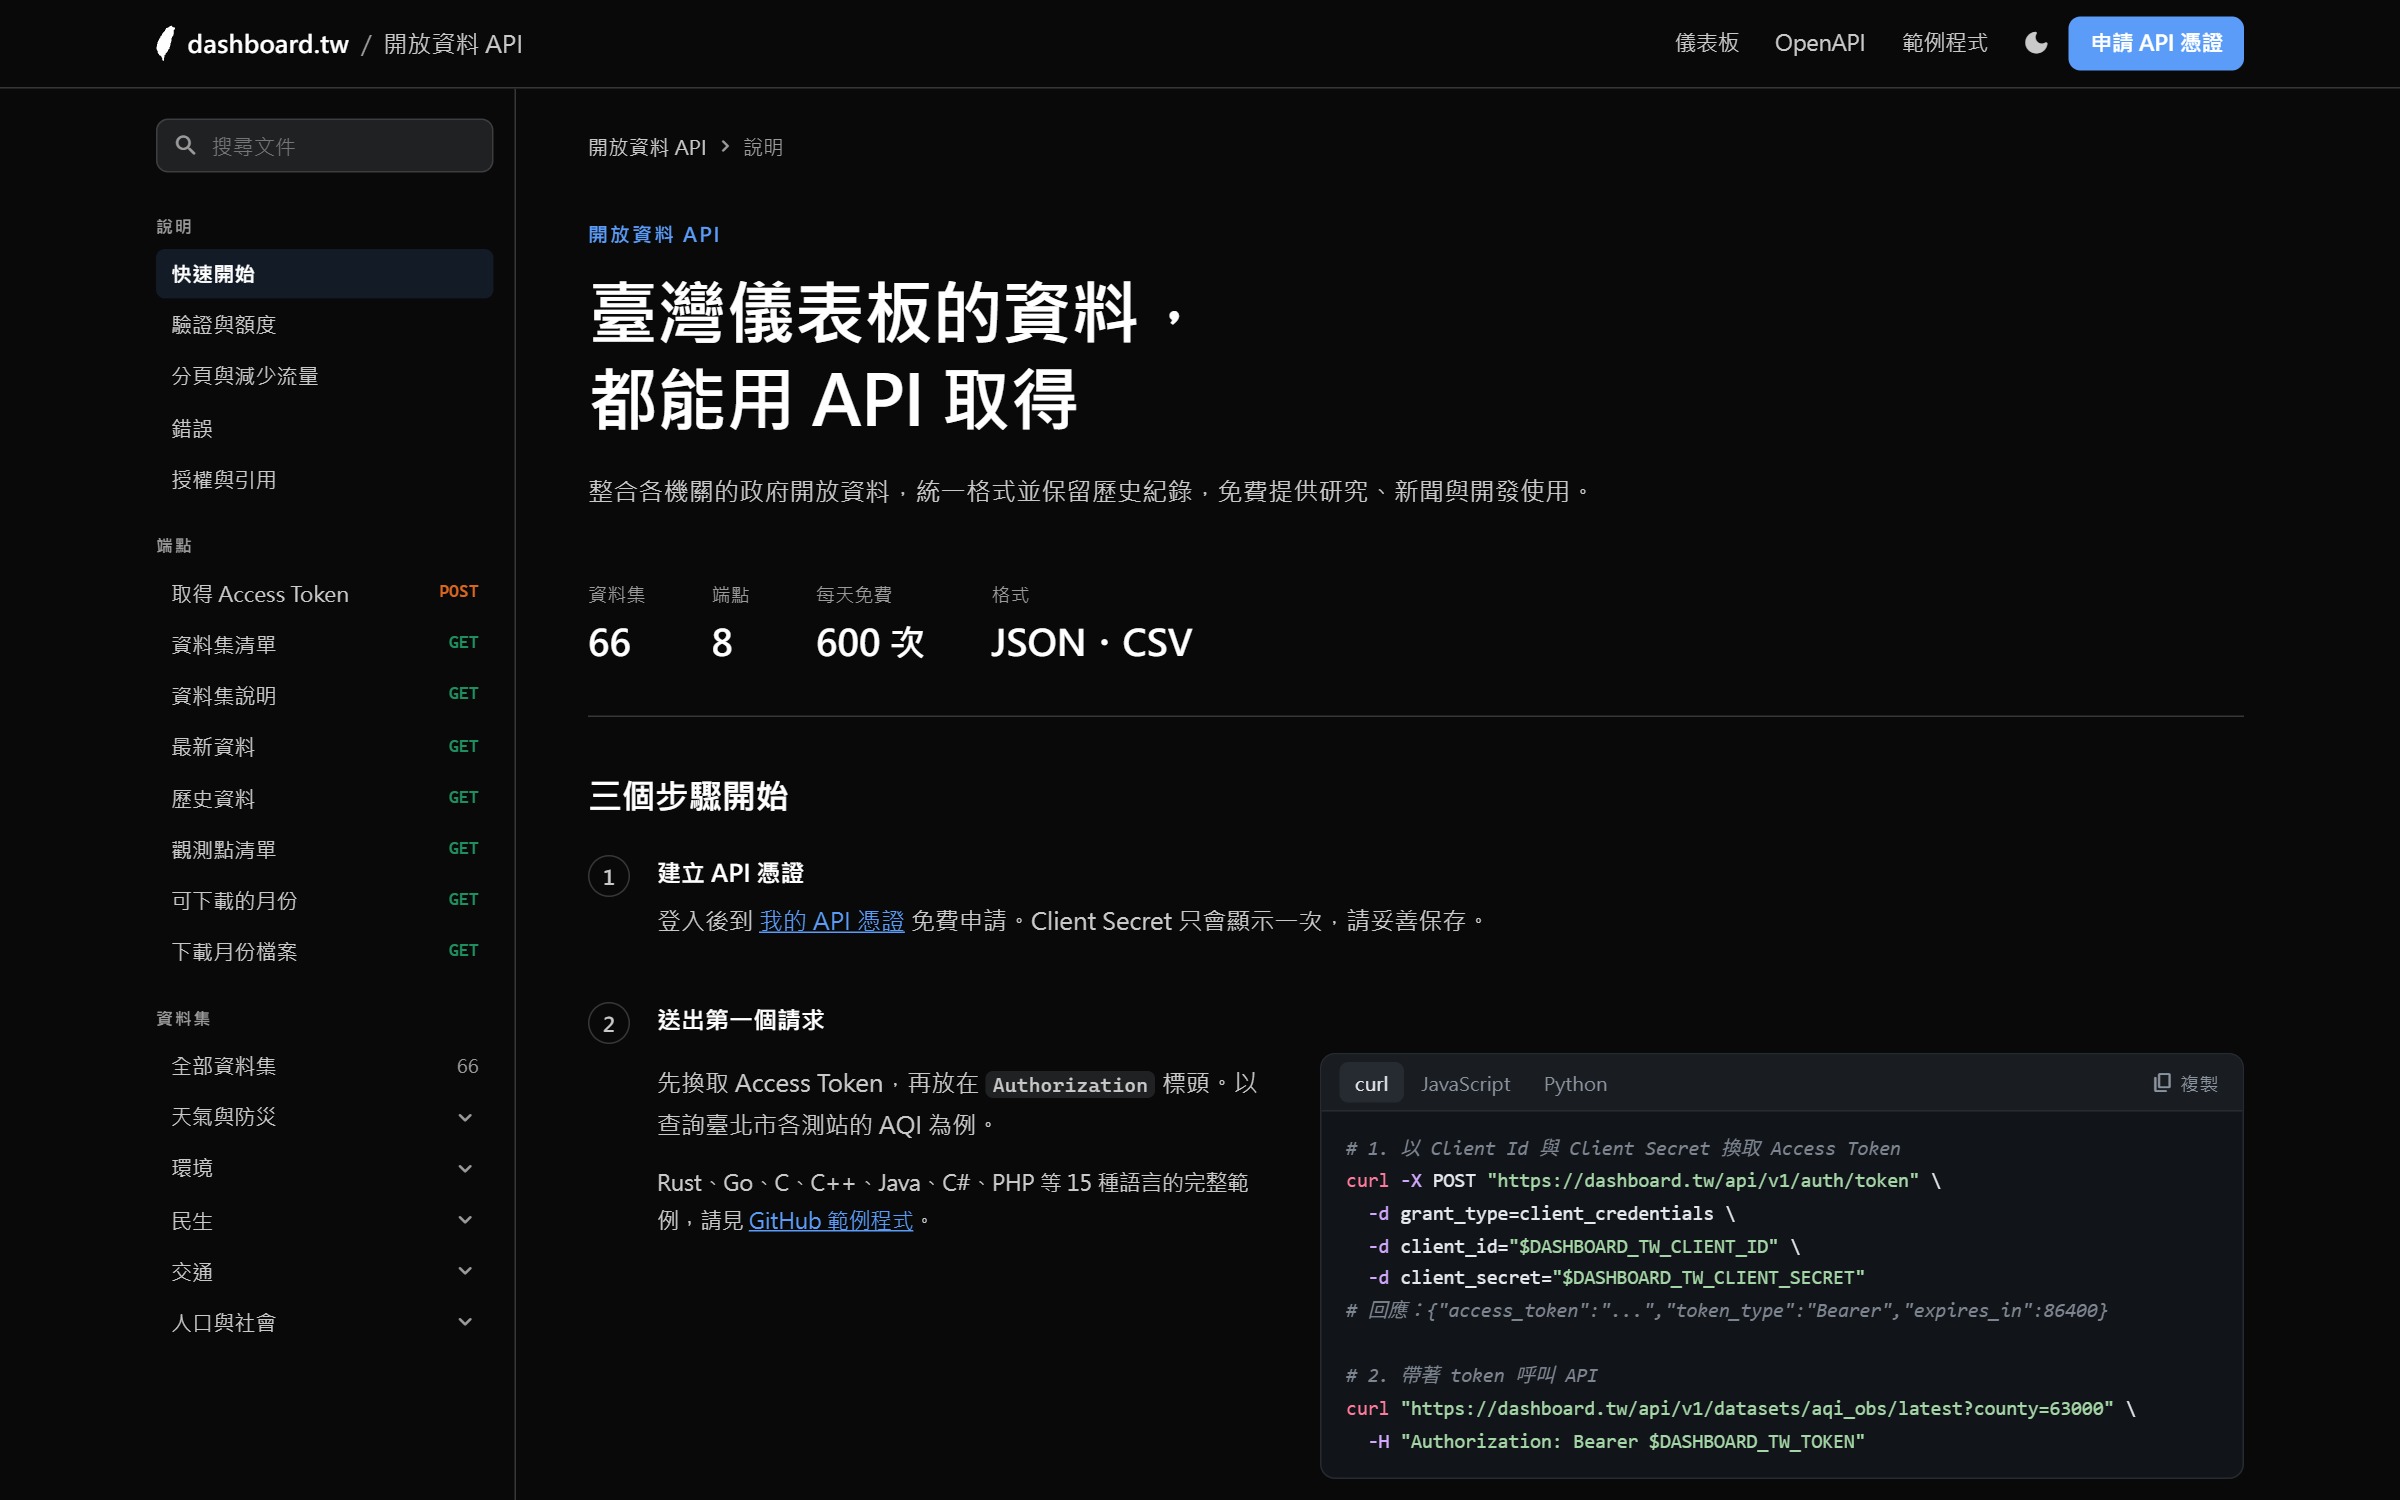 dashboard.tw / 開放資料 API
儀表板
OpenAPI
範例程式
申請 API 憑證
搜尋文件
說明
快速開始
驗證與額度
分頁與減少流量
錯誤
授權與引用
端點
取得 Access Token POST
資料集清單 GET
資料集說明 GET
最新資料 GET
歷史資料 GET
觀測點清單 GET
可下載的月份 GET
下載月份檔案 GET
資料集
全部資料集 66
天氣與防災
環境
民生
交通
人口與社會
開放資料 API > 說明
開放資料 API
臺灣儀表板的資料，
都能用 API 取得
整合各機關的政府開放資料，統一格式並保留歷史紀錄，免費提供研究、新聞與開發使用。
資料集
66
端點
8
每天免費
600 次
格式
JSON · CSV
三個步驟開始
1 建立 API 憑證
登入後到 我的 API 憑證 免費申請。Client Secret 只會顯示一次，請妥善保存。
2 送出第一個請求
先換取 Access Token，再放在 Authorization 標頭。以
查詢臺北市各測站的 AQI 為例。
Rust、Go、C、C++、Java、C#、PHP 等 15 種語言的完整範
例，請見 GitHub 範例程式。
curl JavaScript Python 複製
# 1. 以 Client Id 與 Client Secret 換取 Access Token
curl -X POST "https://dashboard.tw/api/v1/auth/token" \
-d grant_type=client_credentials \
-d client_id="$DASHBOARD_TW_CLIENT_ID" \
-d client_secret="$DASHBOARD_TW_CLIENT_SECRET"
# 回應：{"access_token":"...","token_type":"Bearer","expires_in":86400}
# 2. 帶著 token 呼叫 API
curl "https://dashboard.tw/api/v1/datasets/aqi_obs/latest?county=63000" \
-H "Authorization: Bearer $DASHBOARD_TW_TOKEN"